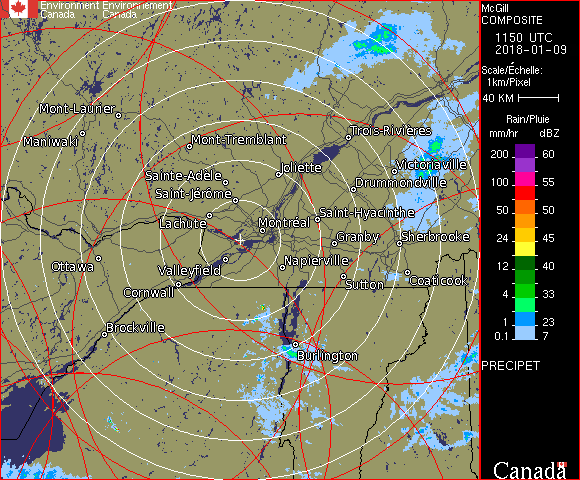 Environment Environnement
Canada Canada
McGill
COMPOSITE
1150 UTC
2018-01-09
Scale/Échelle:
1km/Pixel
40 KM
Rain/Pluie
mm/hr dBZ
200 60
150 57
100 55
50 50
24 45
12 40
4 33
1 23
0.1 7
PRECIPET
Canada
Mont-Laurier
Maniwaki
Mont-Tremblant
Trois-Rivières
Sainte-Adèle
Joliette
Victoriaville
Saint-Jérôme
Drummondville
Lachute
Montréal
Saint-Hyacinthe
Granby
Sherbrooke
Ottawa
Valleyfield
Napierville
Cornwall
Sutton
Coaticook
Brockville
Burlington